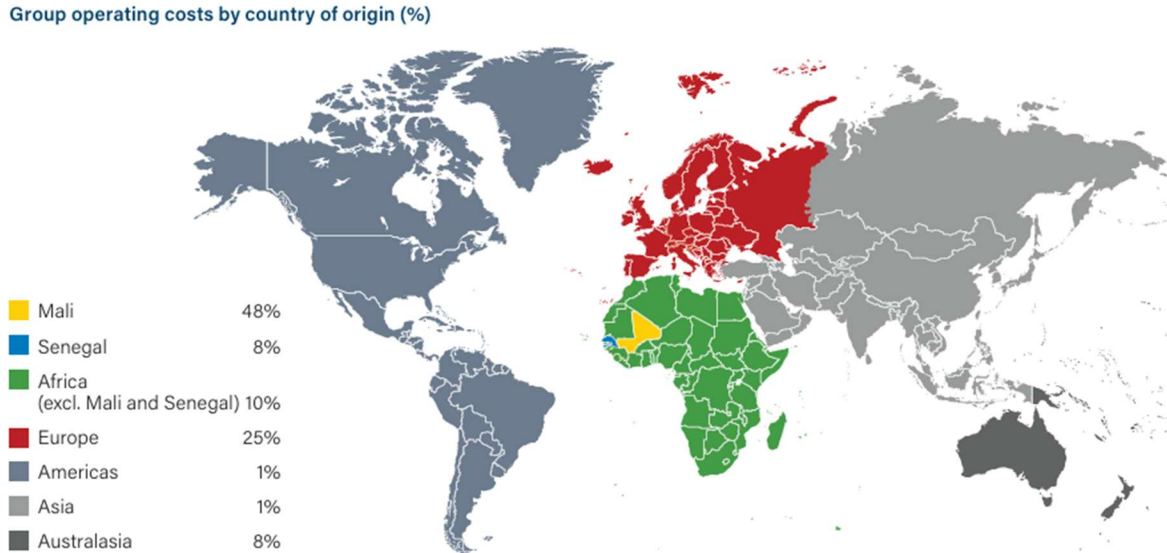 Group operating costs by country of origin (%)
Mali 48%
Senegal 8%
Africa
(excl. Mali and Senegal) 10%
Europe 25%
Americas 1%
Asia 1%
Australasia 8%